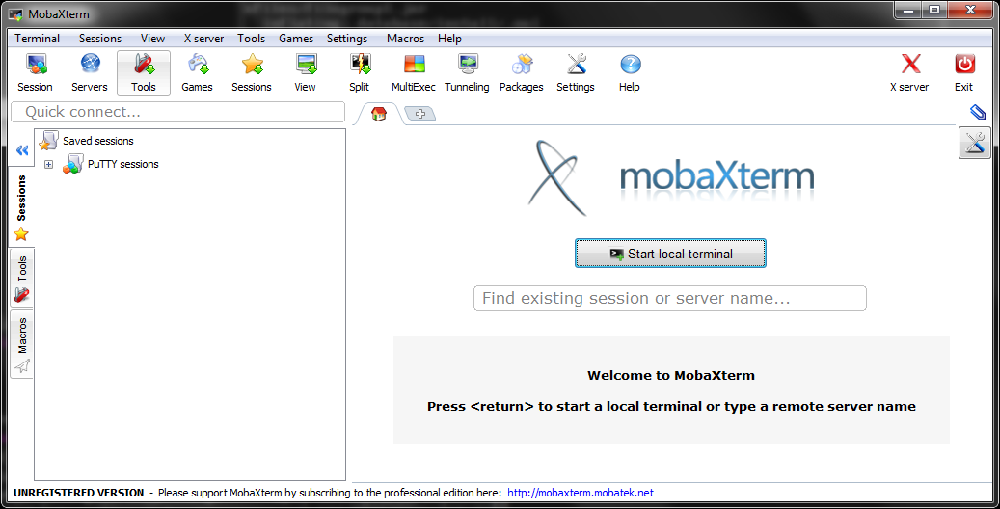 MobaXterm
Terminal Sessions View X server Tools Games Settings Macros Help
Session Servers Tools Games Sessions View Split MultiExec Tunneling Packages Settings Help X server Exit
Quick connect...
Saved sessions
PuTTY sessions
Sessions
Tools
Macros
mobaXterm
Start local terminal
Find existing session or server name...
Welcome to MobaXterm
Press <return> to start a local terminal or type a remote server name
UNREGISTERED VERSION - Please support MobaXterm by subscribing to the professional edition here: http://mobaxterm.mobatek.net